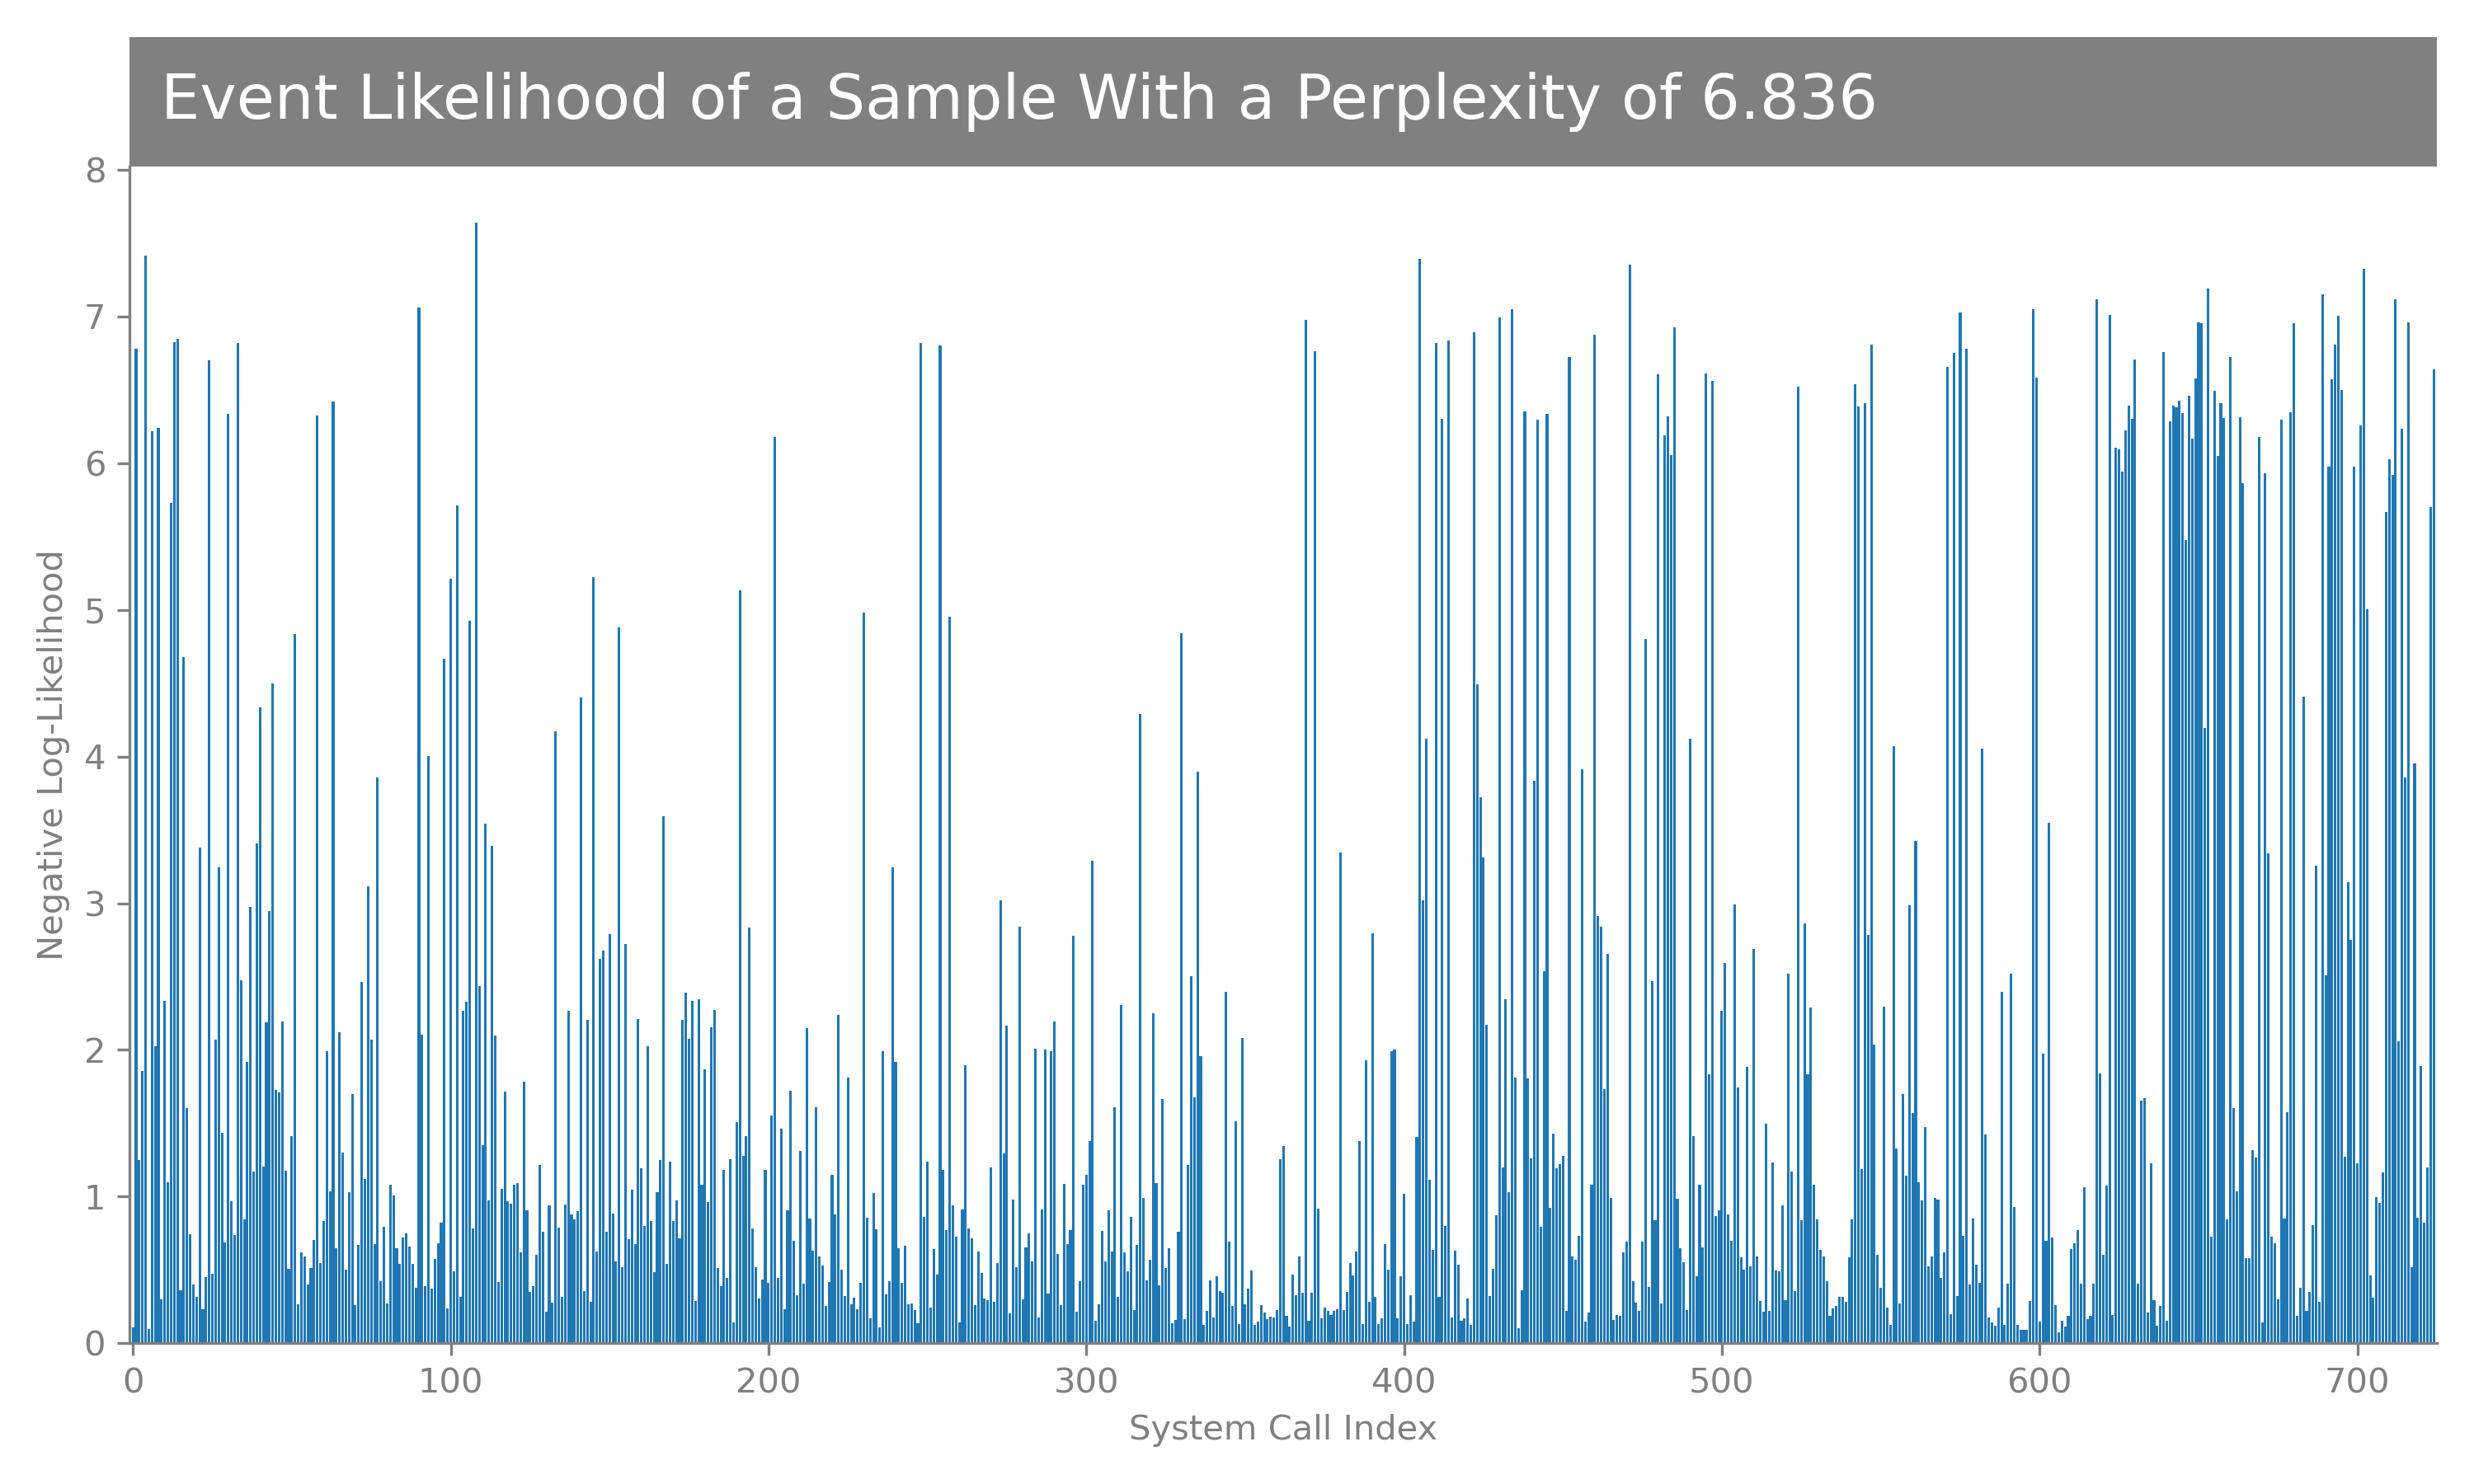 Event Likelihood of a Sample With a Perplexity of 6.836
8
7
6
5
4
3
2
1
0
Negative Log-Likelihood
0 100 200 300 400 500 600 700
System Call Index